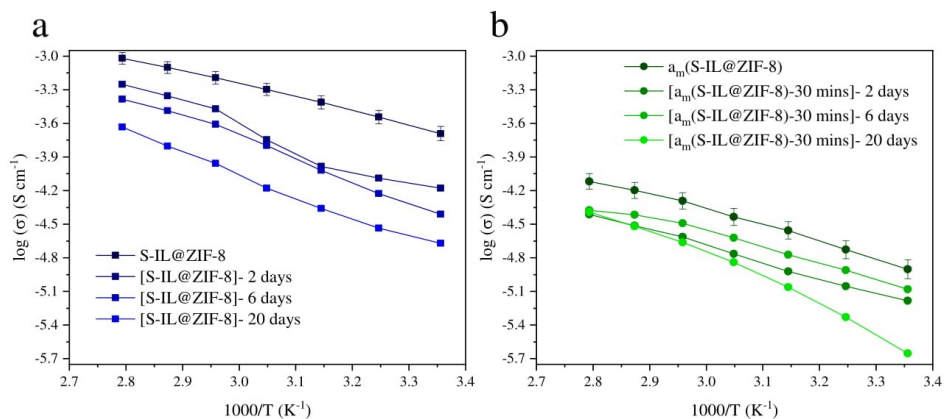 a
-3.0
-3.3
-3.6
-3.9
-4.2
-4.5
-4.8
-5.1
-5.4
-5.7
log (σ) (S cm⁻¹)
S-IL@ZIF-8
[S-IL@ZIF-8]- 2 days
[S-IL@ZIF-8]- 6 days
[S-IL@ZIF-8]- 20 days
2.7 2.8 2.9 3.0 3.1 3.2 3.3 3.4
1000/T (K⁻¹)
b
-3.0
-3.3
-3.6
-3.9
-4.2
-4.5
-4.8
-5.1
-5.4
-5.7
log (σ) (S cm⁻¹)
aₘ(S-IL@ZIF-8)
[aₘ(S-IL@ZIF-8)-30 mins]- 2 days
[aₘ(S-IL@ZIF-8)-30 mins]- 6 days
[aₘ(S-IL@ZIF-8)-30 mins]- 20 days
2.7 2.8 2.9 3.0 3.1 3.2 3.3 3.4
1000/T (K⁻¹)